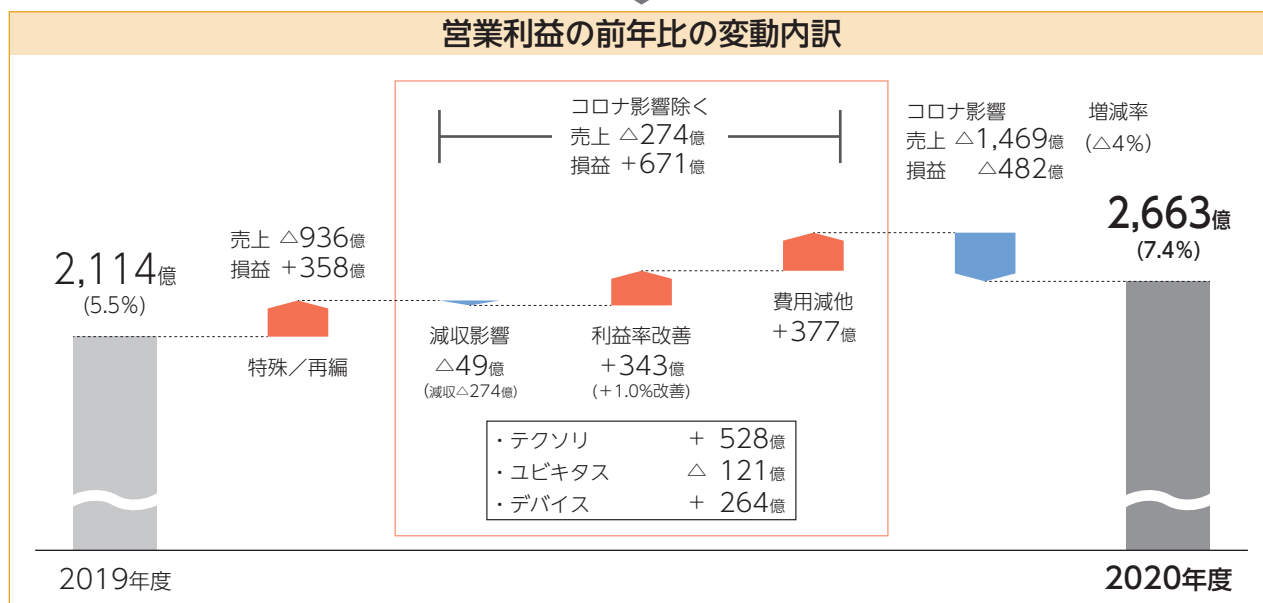 営業利益の前年比の変動内訳
2,114億
(5.5%)
売上 △936億
損益 +358億
特殊／再編
コロナ影響除く
売上 △274億
損益 +671億
減収影響
△49億
(減収△274億)
利益率改善
+343億
(+1.0%改善)
費用減他
+377億
・テクソリ + 528億
・ユビキタス △ 121億
・デバイス + 264億
コロナ影響 増減率
売上 △1,469億 (△4%)
損益 △482億
2,663億
(7.4%)
2019年度
2020年度